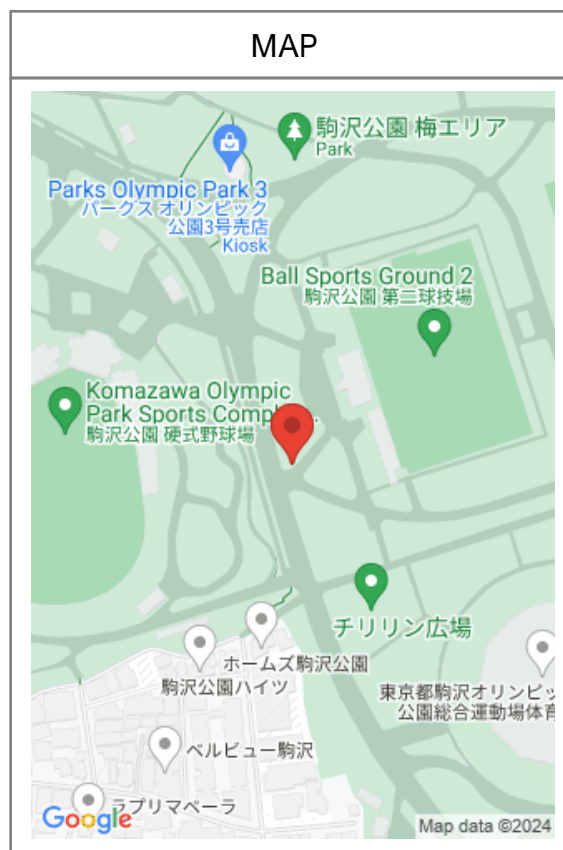 MAP
駒沢公園 梅エリア
Park
Parks Olympic Park 3
パークス オリンピック
公園3号売店
Kiosk
Ball Sports Ground 2
駒沢公園 第二球技場
Komazawa Olympic
Park Sports Compl...
駒沢公園 硬式野球場
チリリン広場
ホームズ駒沢公園
駒沢公園ハイツ
東京都駒沢オリンピッ
公園総合運動場体育
ベルビュー駒沢
ラプリマベーラ
Google
Map data ©2024